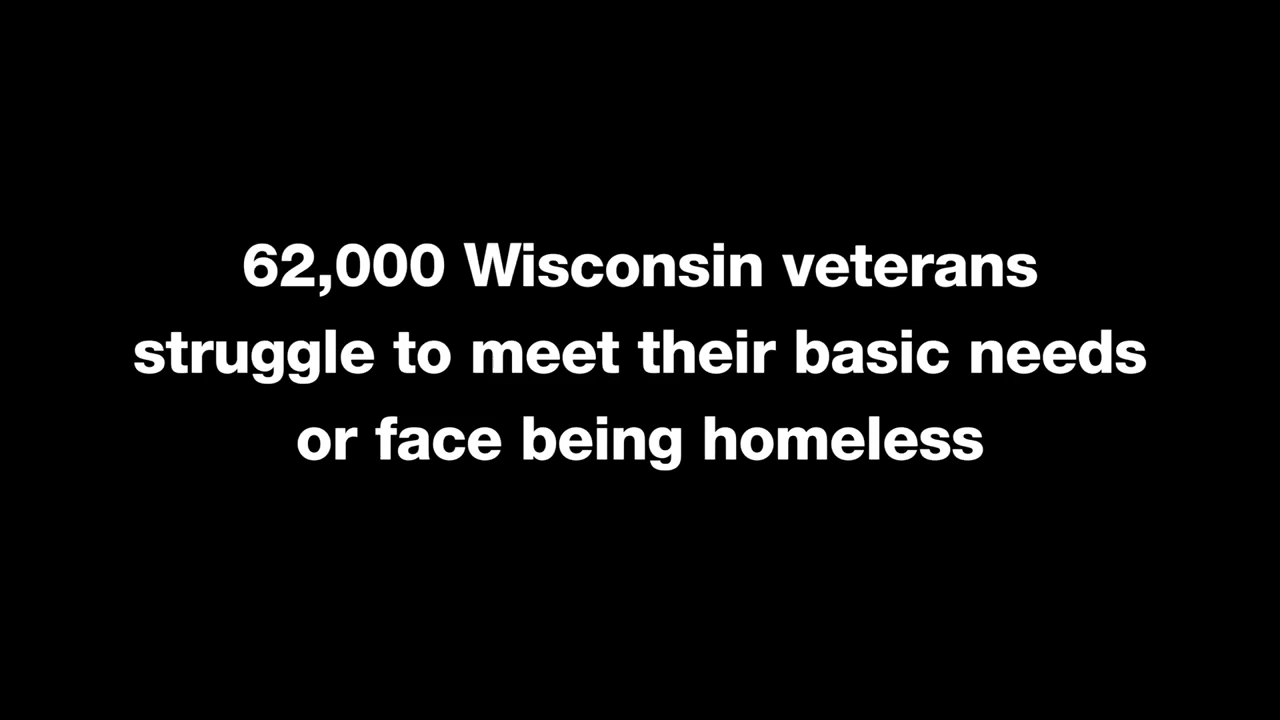 62,000 Wisconsin veterans
struggle to meet their basic needs
or face being homeless